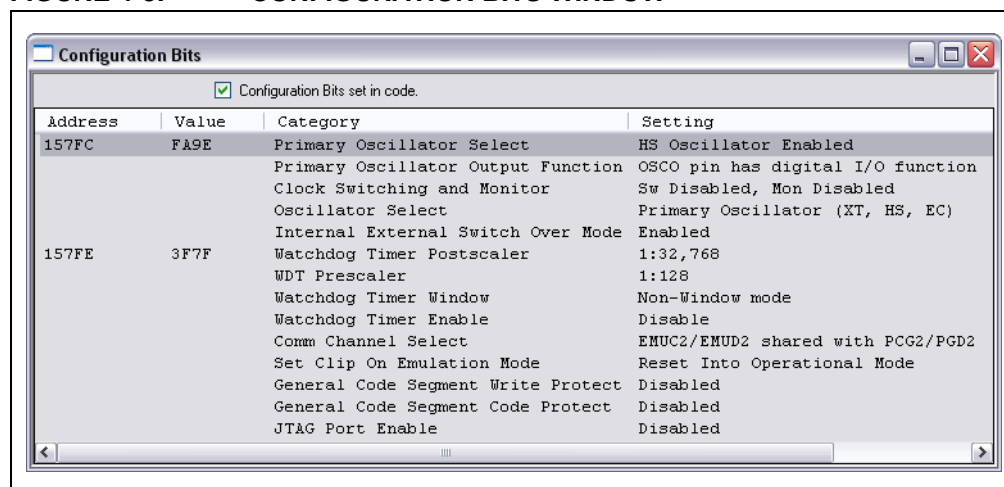 Configuration Bits
Configuration Bits set in code.
Address Value Category Setting
157FC FA9E Primary Oscillator Select HS Oscillator Enabled
Primary Oscillator Output Function OSCO pin has digital I/O function
Clock Switching and Monitor Sw Disabled, Mon Disabled
Oscillator Select Primary Oscillator (XT, HS, EC)
Internal External Switch Over Mode Enabled
157FE 3F7F Watchdog Timer Postscaler 1:32,768
WDT Prescaler 1:128
Watchdog Timer Window Non-Window mode
Watchdog Timer Enable Disable
Comm Channel Select EMUC2/EMUD2 shared with PCG2/PGD2
Set Clip On Emulation Mode Reset Into Operational Mode
General Code Segment Write Protect Disabled
General Code Segment Code Protect Disabled
JTAG Port Enable Disabled